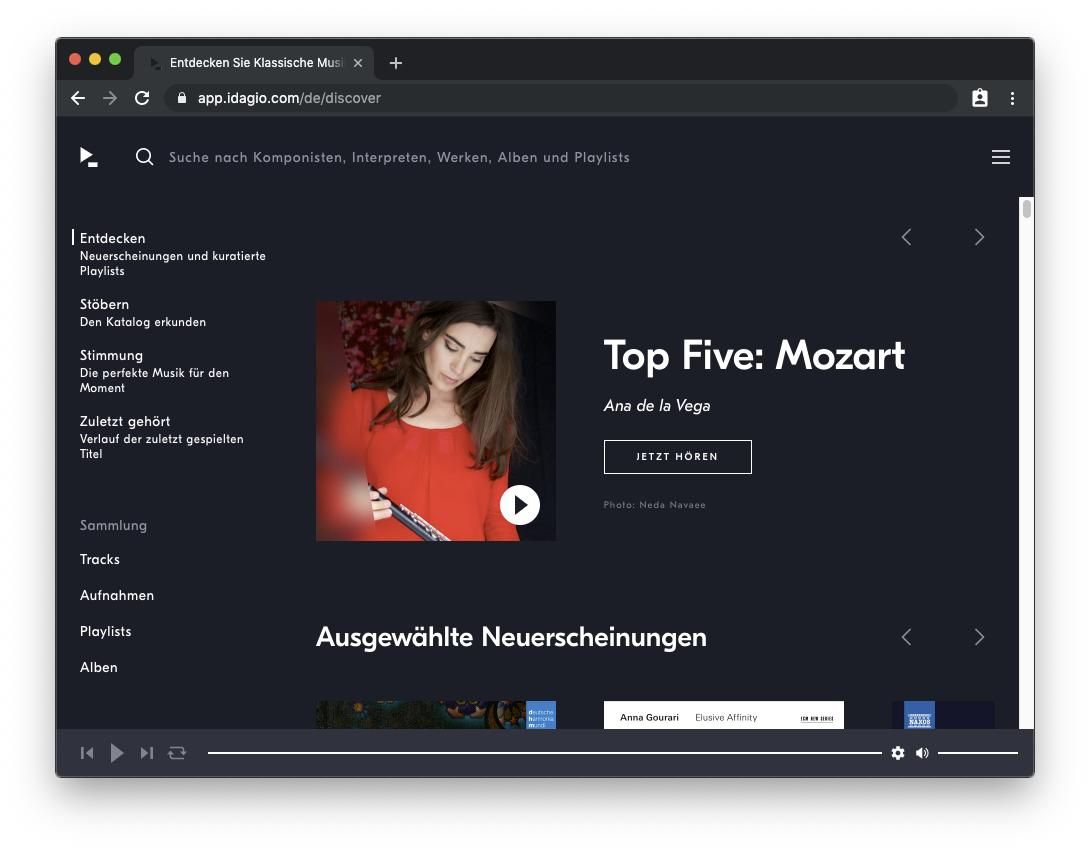 Entdecken Sie Klassische Musi
app.idagio.com/de/discover
Suche nach Komponisten, Interpreten, Werken, Alben und Playlists
Entdecken
Neuerscheinungen und kuratierte
Playlists
Stöbern
Den Katalog erkunden
Stimmung
Die perfekte Musik für den
Moment
Zuletzt gehört
Verlauf der zuletzt gespielten
Titel
Sammlung
Tracks
Aufnahmen
Playlists
Alben
Top Five: Mozart
Ana de la Vega
JETZT HÖREN
Photo: Neda Navaee
Ausgewählte Neuerscheinungen
deutsche
harmonia
mundi
Anna Gourari Elusive Affinity
ECM NEW SERIES
NAXOS